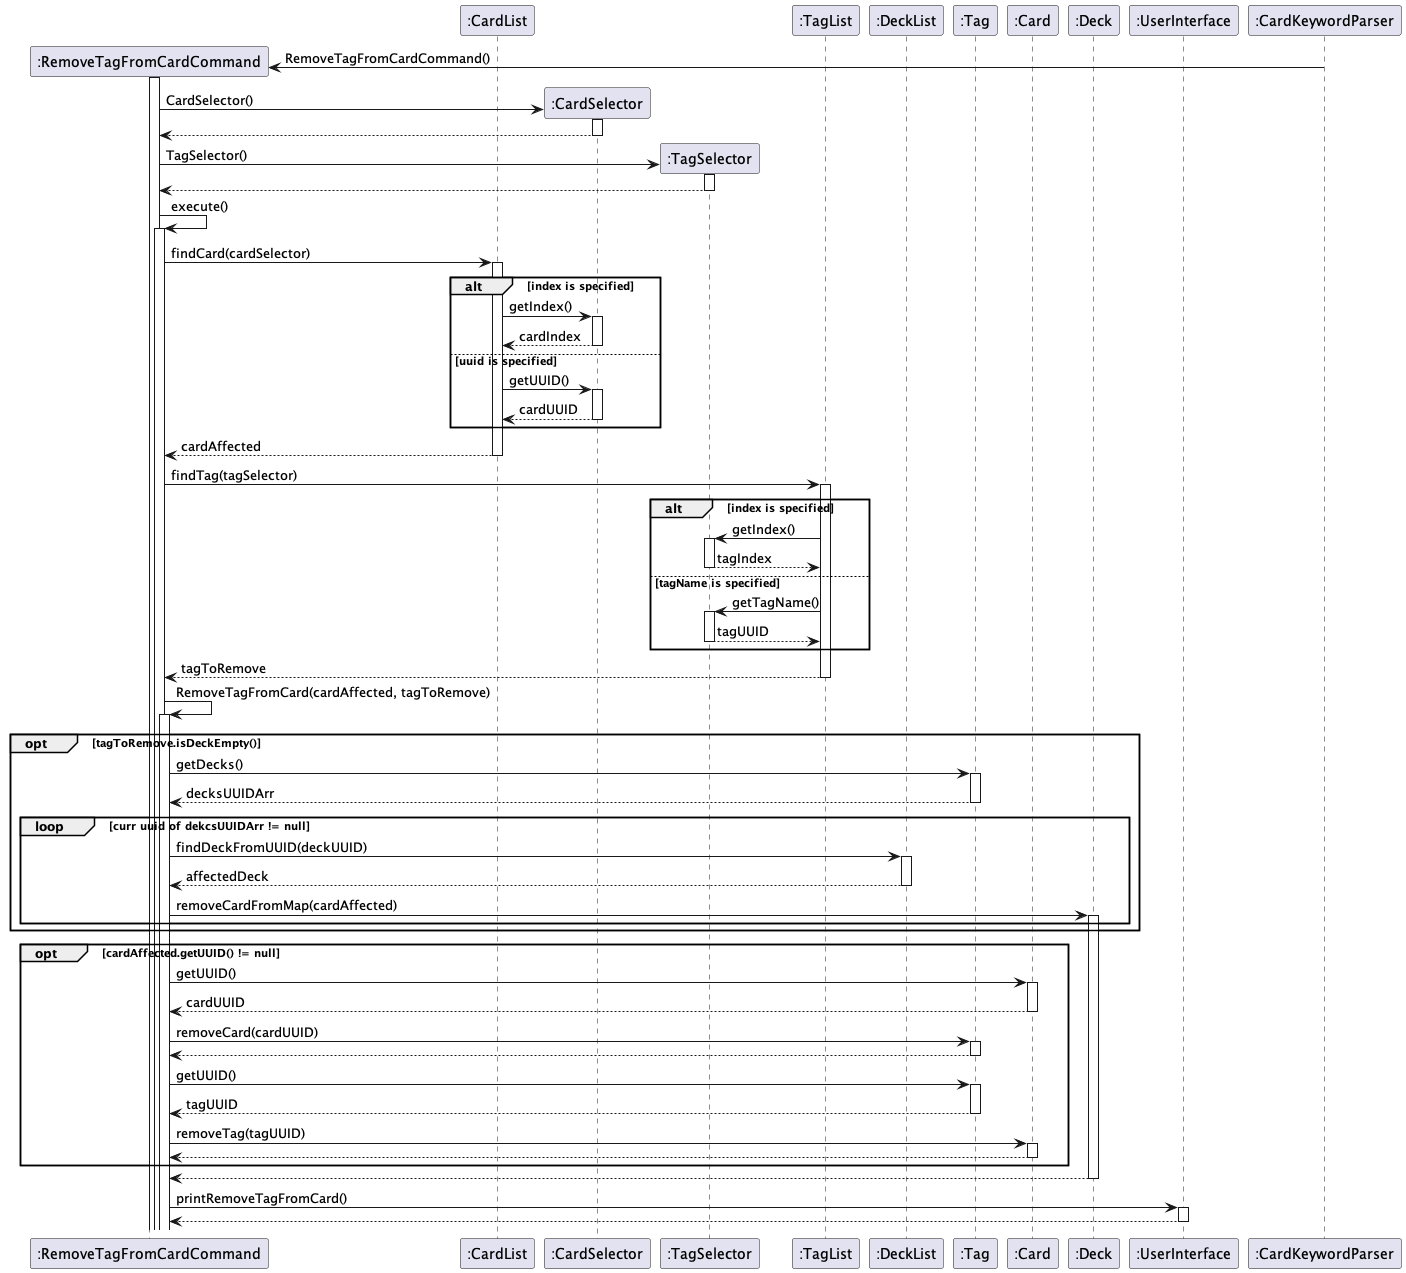 :CardList
:TagList
:DeckList
:Tag
:Card
:Deck
:UserInterface
:CardKeywordParser
:RemoveTagFromCardCommand
RemoveTagFromCardCommand()
CardSelector()
:CardSelector
TagSelector()
:TagSelector
execute()
findCard(cardSelector)
alt
[index is specified]
getIndex()
cardIndex
[uuid is specified]
getUUID()
cardUUID
cardAffected
findTag(tagSelector)
alt
[index is specified]
getIndex()
tagIndex
[tagName is specified]
getTagName()
tagUUID
tagToRemove
RemoveTagFromCard(cardAffected, tagToRemove)
opt
[tagToRemove.isDeckEmpty()]
getDecks()
decksUUIDArr
loop
[curr uuid of dekcsUUIDArr != null]
findDeckFromUUID(deckUUID)
affectedDeck
removeCardFromMap(cardAffected)
opt
[cardAffected.getUUID() != null]
getUUID()
cardUUID
removeCard(cardUUID)
getUUID()
tagUUID
removeTag(tagUUID)
printRemoveTagFromCard()
:RemoveTagFromCardCommand
:CardList
:CardSelector
:TagSelector
:TagList
:DeckList
:Tag
:Card
:Deck
:UserInterface
:CardKeywordParser